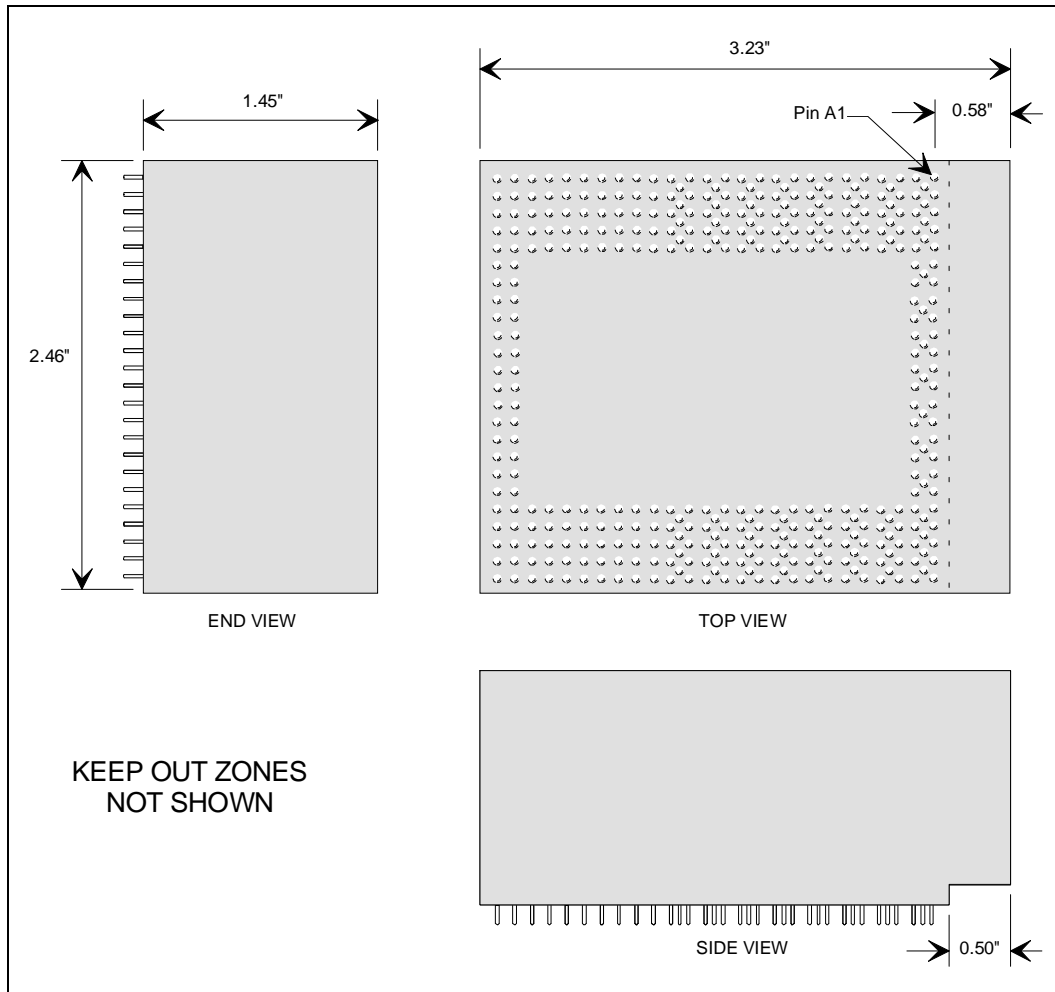 3.23"
1.45"
Pin A1
0.58"
2.46"
END VIEW
TOP VIEW
KEEP OUT ZONES
NOT SHOWN
SIDE VIEW
0.50"